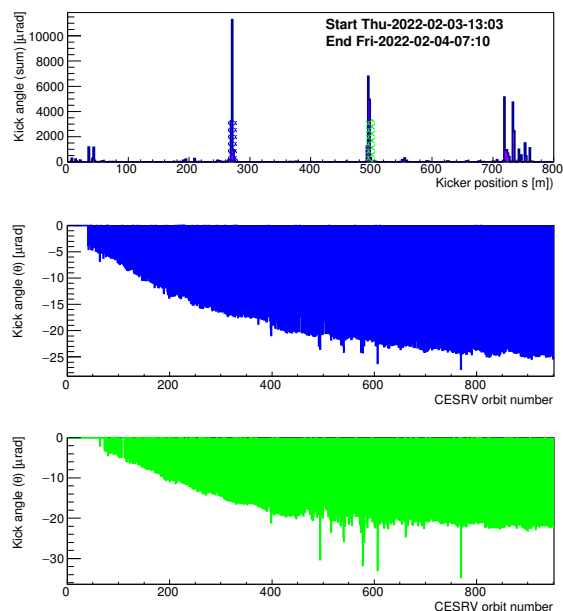 Kick angle (sum) [μrad]
10000
8000
6000
4000
2000
0
Start Thu-2022-02-03-13:03
End Fri-2022-02-04-07:10
0 100 200 300 400 500 600 700 800
Kicker position s [m])
Kick angle (θ) [μrad]
0
−5
−10
−15
−20
−25
0 200 400 600 800
CESRV orbit number
Kick angle (θ) [μrad]
0
−10
−20
−30
0 200 400 600 800
CESRV orbit number